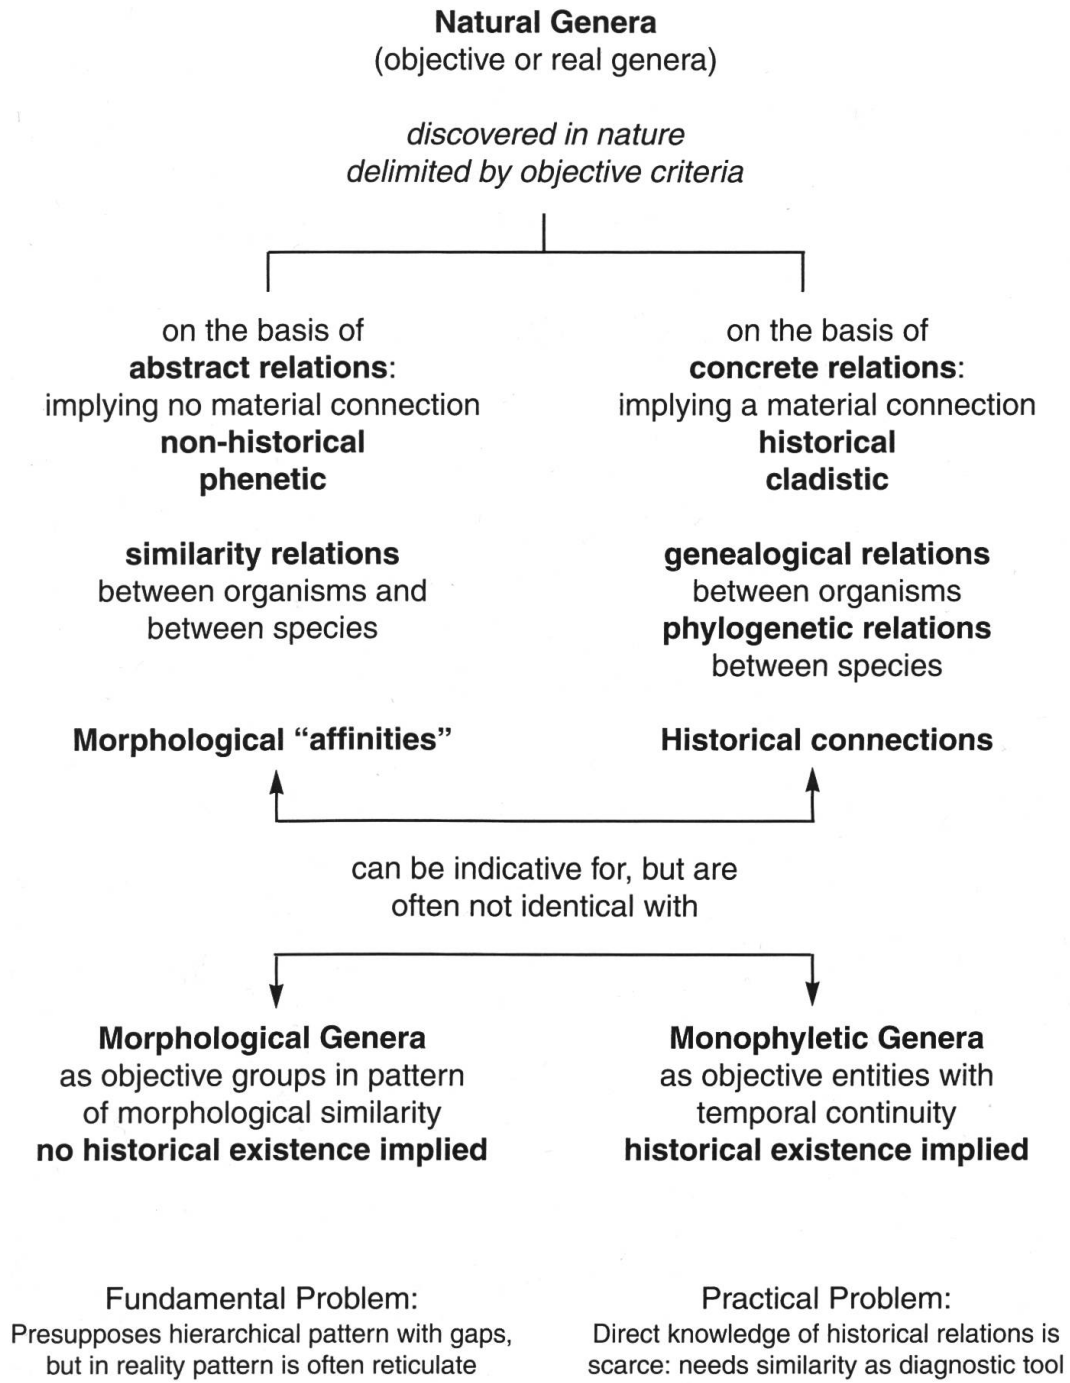 Natural Genera
(objective or real genera)
discovered in nature
delimited by objective criteria
on the basis of
abstract relations:
implying no material connection
non-historical
phenetic
similarity relations
between organisms and
between species
Morphological “affinities”
on the basis of
concrete relations:
implying a material connection
historical
cladistic
genealogical relations
between organisms
phylogenetic relations
between species
Historical connections
can be indicative for, but are
often not identical with
Morphological Genera
as objective groups in pattern
of morphological similarity
no historical existence implied
Monophyletic Genera
as objective entities with
temporal continuity
historical existence implied
Fundamental Problem:
Presupposes hierarchical pattern with gaps,
but in reality pattern is often reticulate
Practical Problem:
Direct knowledge of historical relations is
scarce: needs similarity as diagnostic tool